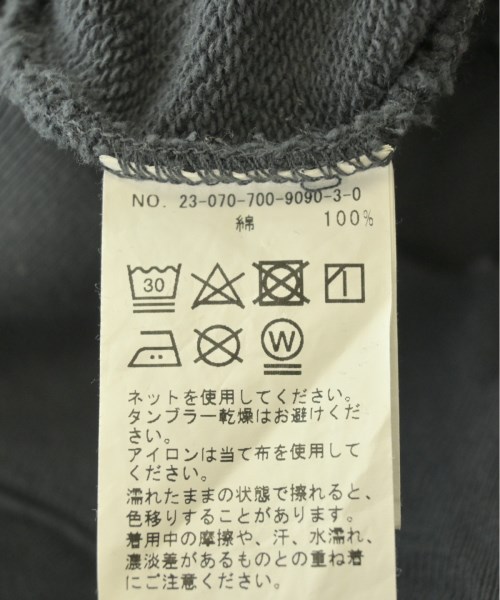 NO. 23-070-700-9090-3-0
綿 100%
30
W
ネットを使用してください。
タンブラー乾燥はお避けくだ
さい。
アイロンは当て布を使用して
ください。
濡れたままの状態で擦れると、
色移りすることがあります。
着用中の摩擦や、汗、水濡れ、
濃淡差があるものとの重ね着
にご注意ください。